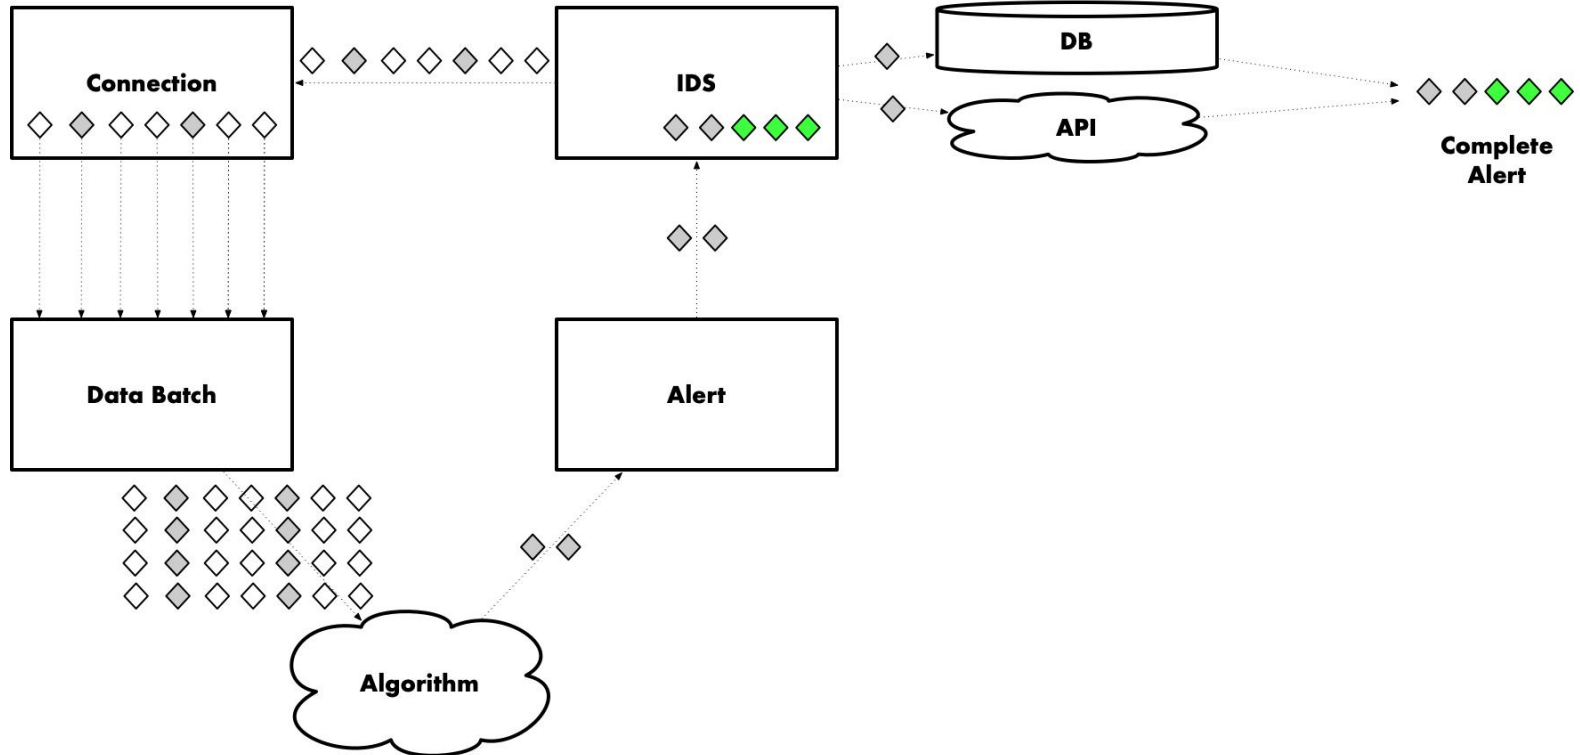 Connection
IDS
DB
API
Complete
Alert
Data Batch
Alert
Algorithm